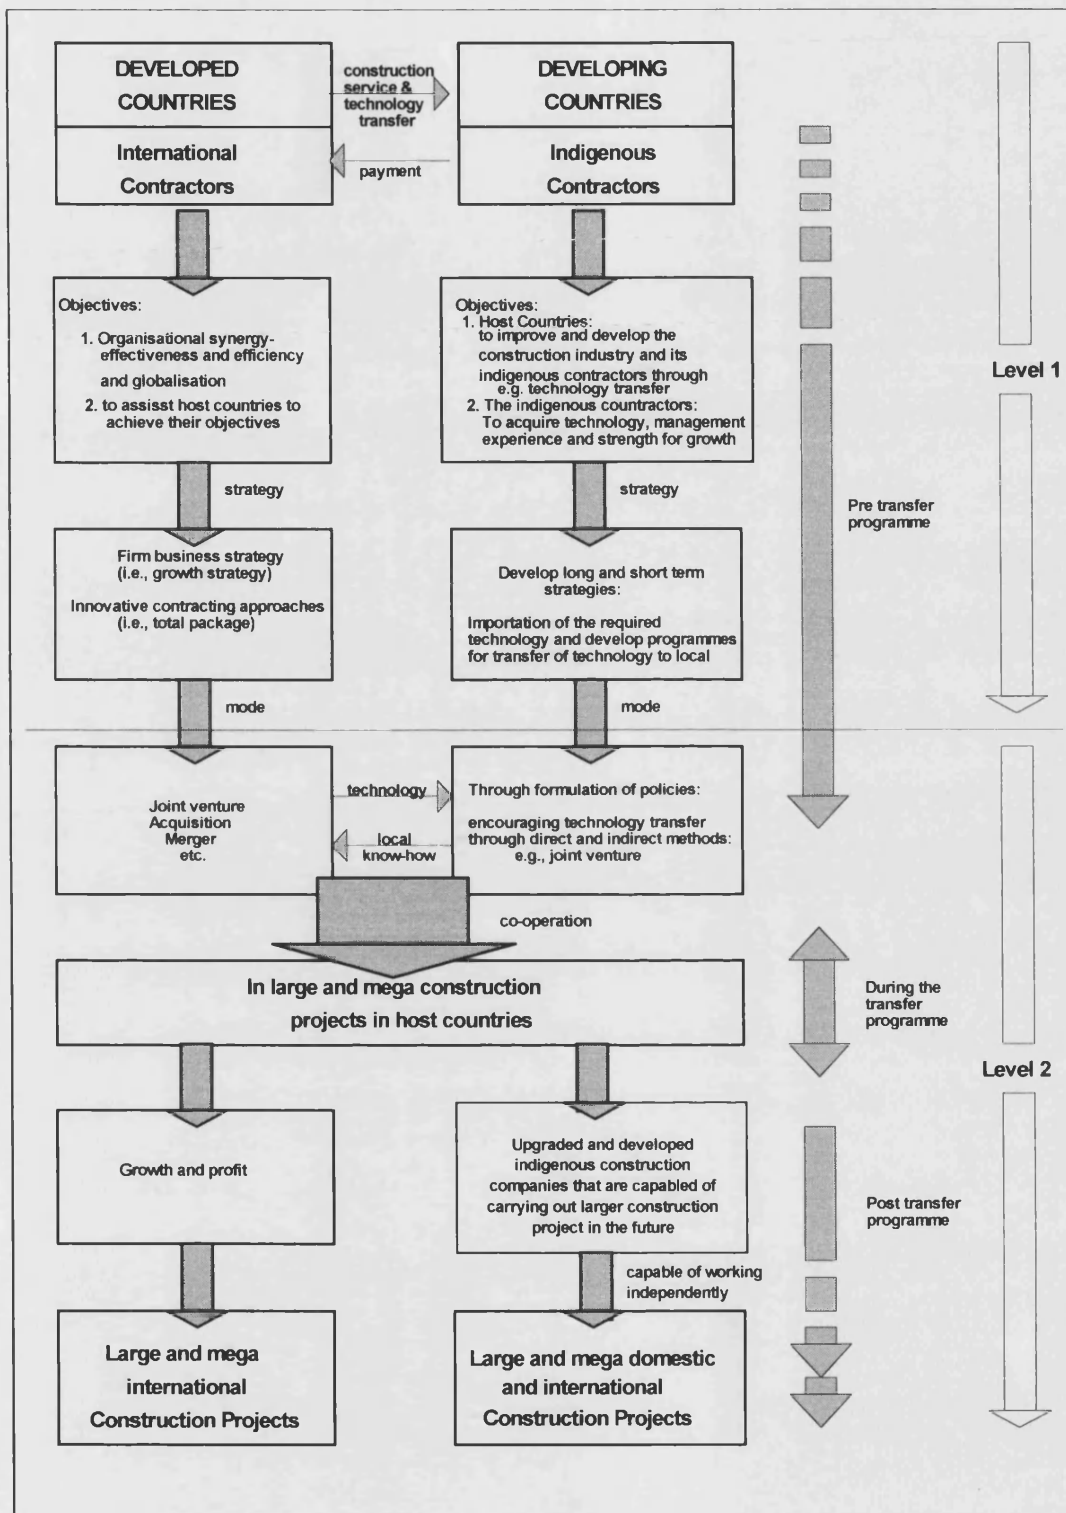 DEVELOPED
COUNTRIES
construction
service &
technology
transfer
DEVELOPING
COUNTRIES
International
Contractors
payment
Indigenous
Contractors
Objectives:
1. Organisational synergy-
effectiveness and efficiency
and globalisation
2. to assisst host countries to
achieve their objectives
Objectives:
1. Host Countries:
to improve and develop the
construction industry and its
indigenous contractors through
e.g. technology transfer
2. The indigenous countractors:
To acquire technology, management
experience and strength for growth
Level 1
strategy
strategy
Pre transfer
programme
Firm business strategy
(i.e., growth strategy)
Innovative contracting approaches
(i.e., total package)
Develop long and short term
strategies:
Importation of the required
technology and develop programmes
for transfer of technology to local
mode
mode
Joint venture
Acquisition
Merger
etc.
technology
local
know-how
Through formulation of policies:
encouraging technology transfer
through direct and indirect methods:
e.g., joint venture
co-operation
In large and mega construction
projects in host countries
During the
transfer
programme
Level 2
Growth and profit
Upgraded and developed
indigenous construction
companies that are capabled of
carrying out larger construction
project in the future
Post transfer
programme
capable of working
independently
Large and mega
international
Construction Projects
Large and mega domestic
and international
Construction Projects